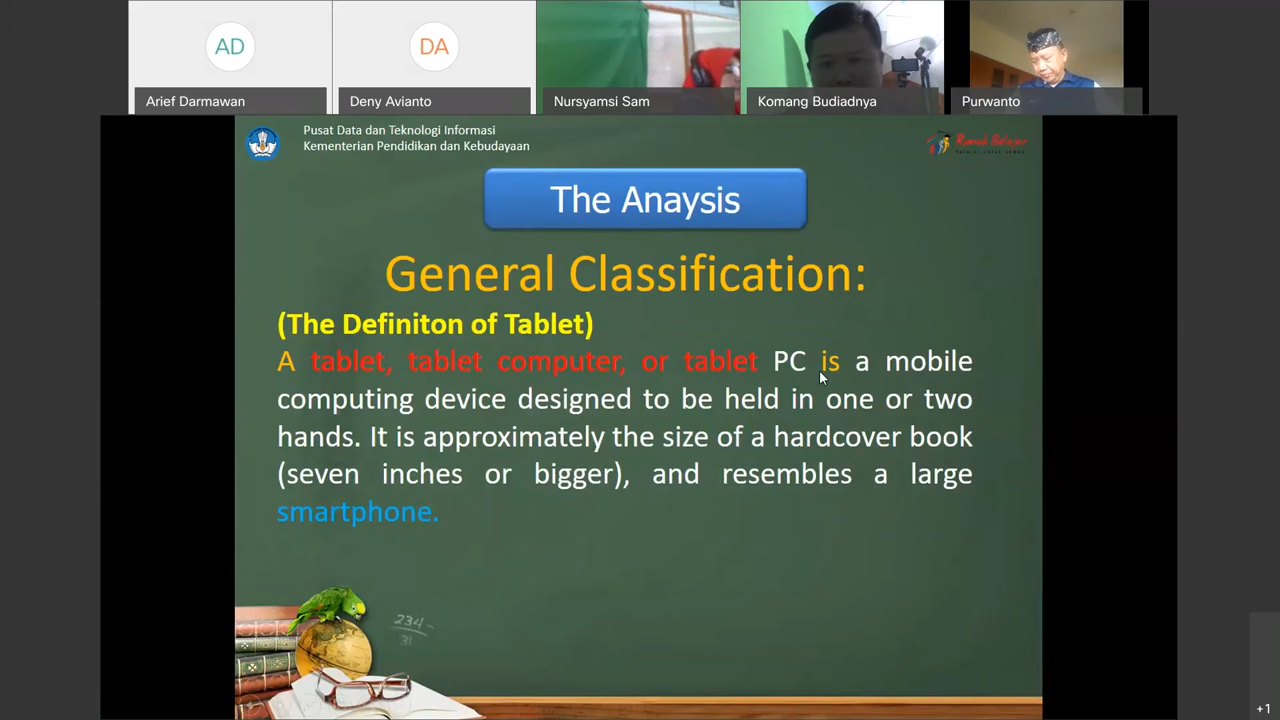 AD
DA
Arief Darmawan
Deny Avianto
Nursyamsi Sam
Komang Budiadnya
Purwanto
Pusat Data dan Teknologi Informasi
Kementerian Pendidikan dan Kebudayaan
Rumah Belajar
The Anaysis
General Classification:
(The Definiton of Tablet)
A tablet, tablet computer, or tablet PC is a mobile
computing device designed to be held in one or two
hands. It is approximately the size of a hardcover book
(seven inches or bigger), and resembles a large
smartphone.
234-
31
+1